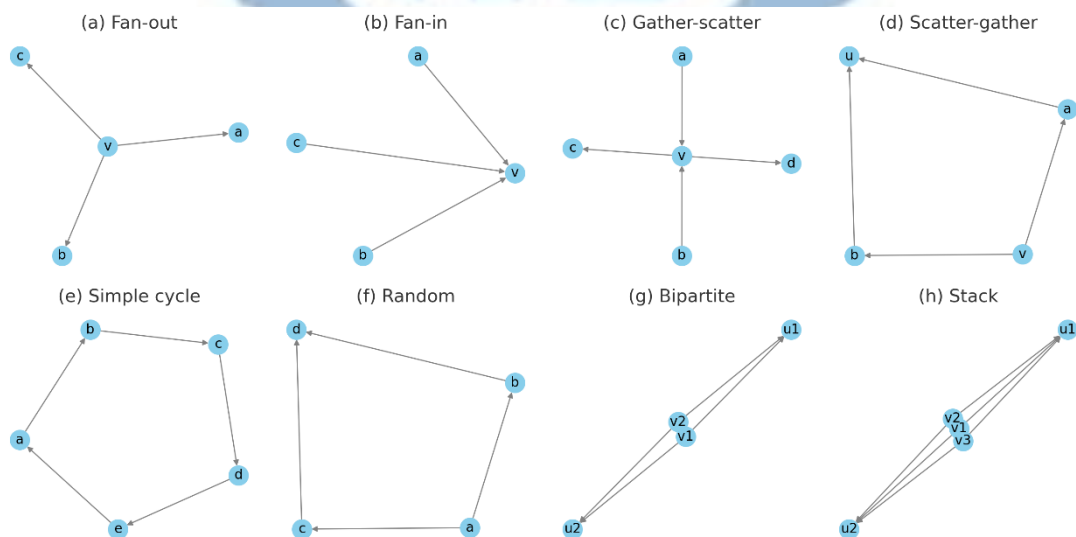 (a) Fan-out
c
v
a
b
(b) Fan-in
a
c
v
b
(c) Gather-scatter
a
c
v
d
b
(d) Scatter-gather
u
a
b
v
(e) Simple cycle
b
c
a
d
e
(f) Random
d
b
c
a
(g) Bipartite
u1
v2
v1
u2
(h) Stack
u1
v2
v1
v3
u2